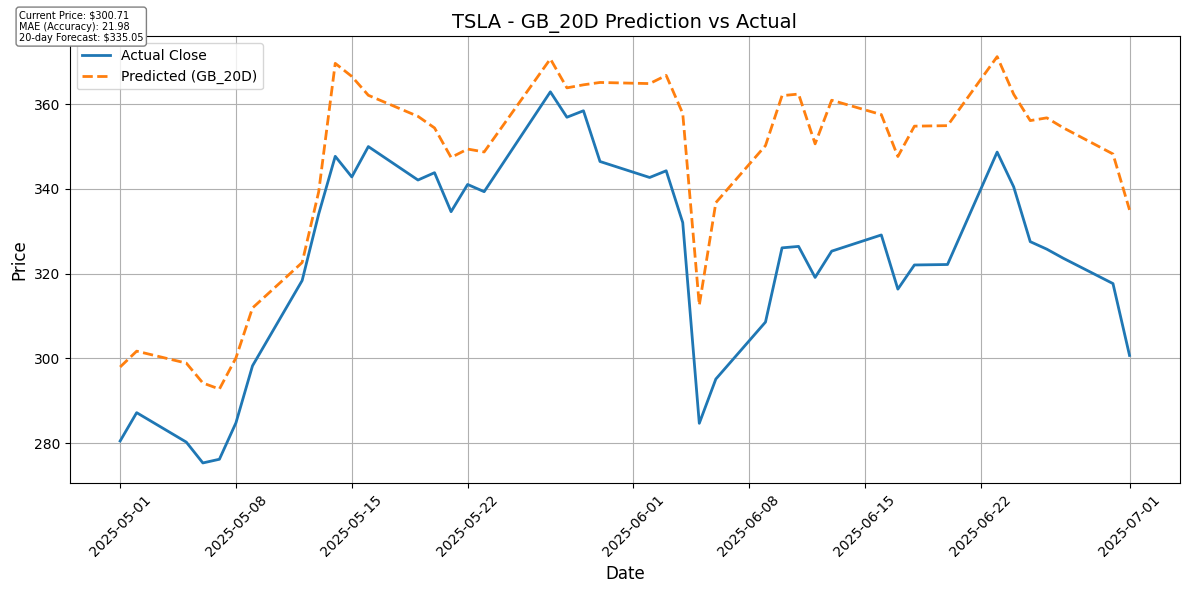 TSLA - GB_20D Prediction vs Actual
Current Price: $300.71
MAE (Accuracy): 21.98
20-day Forecast: $335.05
Actual Close
Predicted (GB_20D)
Price
360
340
320
300
280
2025-05-01
2025-05-08
2025-05-15
2025-05-22
2025-06-01
2025-06-08
2025-06-15
2025-06-22
2025-07-01
Date